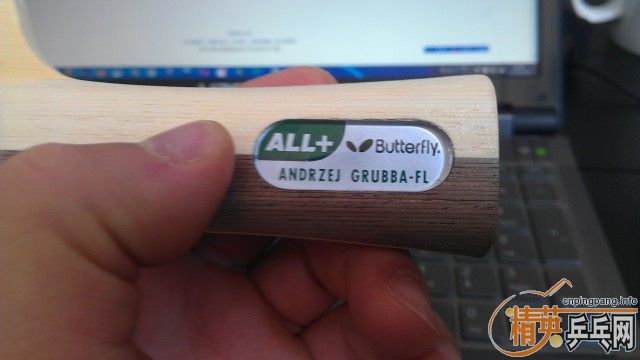 ALL+ Butterfly.
ANDRZEJ GRUBBA-FL
cnpingpang.info
精英乒乓网